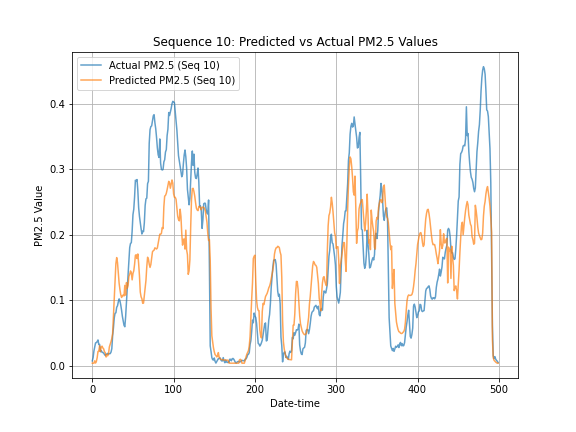 Sequence 10: Predicted vs Actual PM2.5 Values
Actual PM2.5 (Seq 10)
Predicted PM2.5 (Seq 10)
PM2.5 Value
0.4
0.3
0.2
0.1
0.0
0 100 200 300 400 500
Date-time